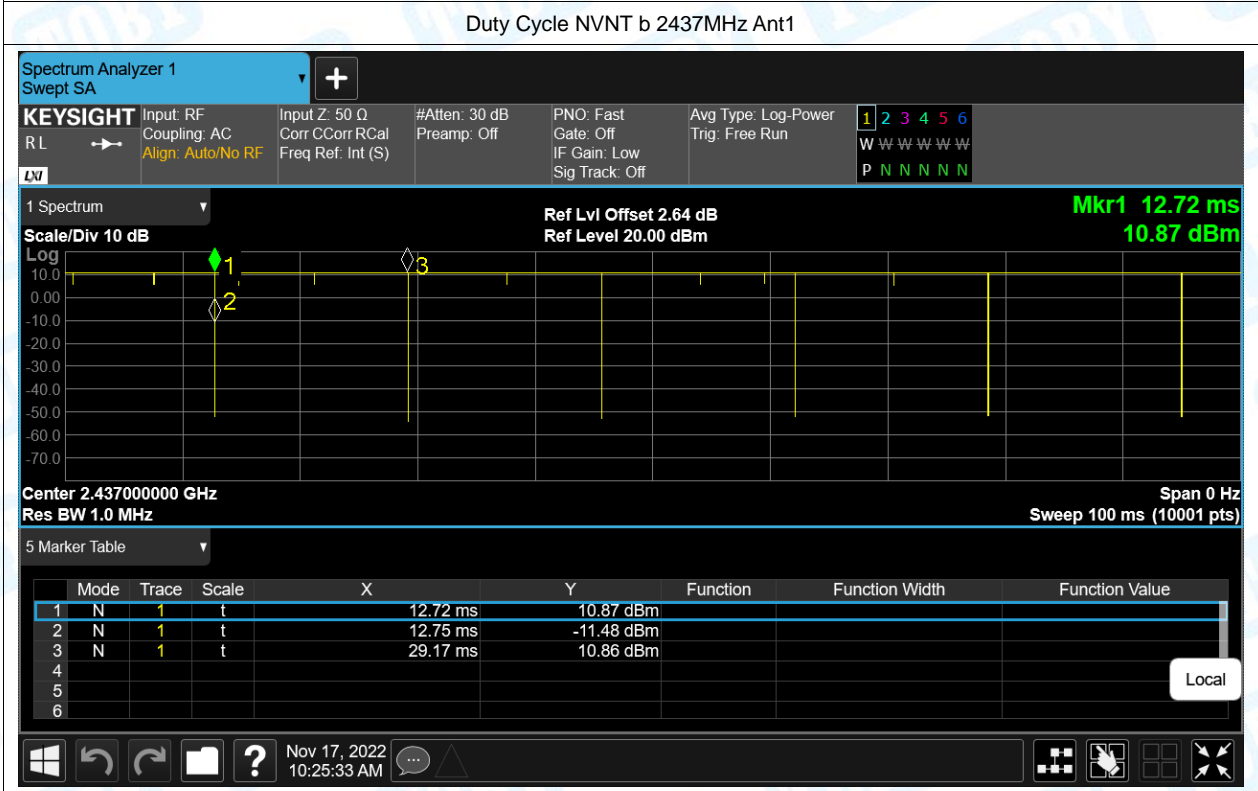 Duty Cycle NVNT b 2437MHz Ant1
Spectrum Analyzer 1
Swept SA
KEYSIGHT
RL
LXI
Input: RF
Coupling: AC
Align: Auto/No RF
Input Z: 50 Ω
Corr CCorr RCal
Freq Ref: Int (S)
#Atten: 30 dB
Preamp: Off
PNO: Fast
Gate: Off
IF Gain: Low
Sig Track: Off
Avg Type: Log-Power
Trig: Free Run
1 2 3 4 5 6
W W W W W W
P N N N N N
1 Spectrum
Scale/Div 10 dB
Ref Lvl Offset 2.64 dB
Ref Level 20.00 dBm
Mkr1 12.72 ms
10.87 dBm
Log
10.0
0.00
-10.0
-20.0
-30.0
-40.0
-50.0
-60.0
-70.0
1
2
3
Center 2.437000000 GHz
Res BW 1.0 MHz
Span 0 Hz
Sweep 100 ms (10001 pts)
5 Marker Table
Mode Trace Scale X Y Function Function Width Function Value
1 N 1 t 12.72 ms 10.87 dBm
2 N 1 t 12.75 ms -11.48 dBm
3 N 1 t 29.17 ms 10.86 dBm
4
5
6
Local
?
Nov 17, 2022
10:25:33 AM